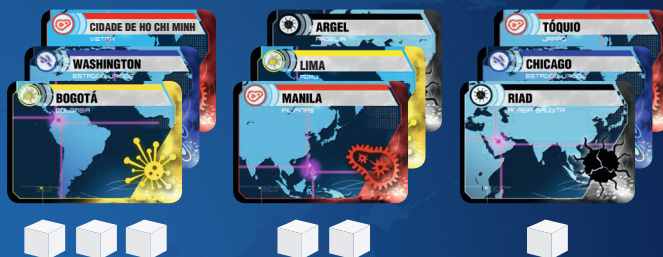 CIDADE DE HO CHI MINH
VIETNÃ
WASHINGTON
ESTADOS UNIDOS
BOGOTÁ
COLÔMBIA
ARGEL
ARGÉLIA
LIMA
PERU
MANILA
FILIPINAS
TÓQUIO
JAPÃO
CHICAGO
ESTADOS UNIDOS
RIAD
ARÁBIA SAUDITA